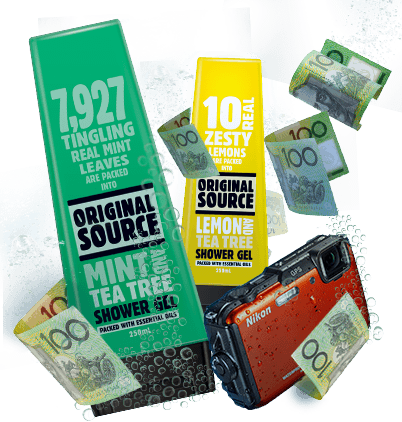 7,927
TINGLING
REAL MINT
LEAVES
ARE PACKED
INTO
ORIGINAL
SOURCE
MINT
AND
TEA TREE
SHOWER GEL
PACKED WITH ESSENTIAL OILS
250mL
10 REAL
ZESTY
LEMONS
ARE PACKED
INTO
ORIGINAL
SOURCE
LEMON
AND
TEA TREE
SHOWER GEL
PACKED WITH ESSENTIAL OILS
250mL
100
100
100
100
100
Nikon
GPS